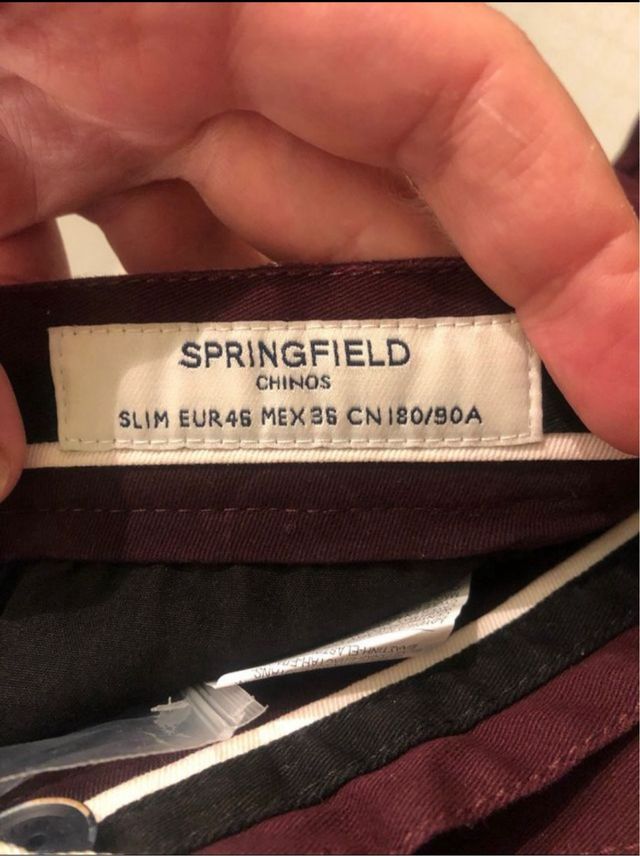 SPRINGFIELD
CHINOS
SLIM EUR46 MEX36 CN180/90A